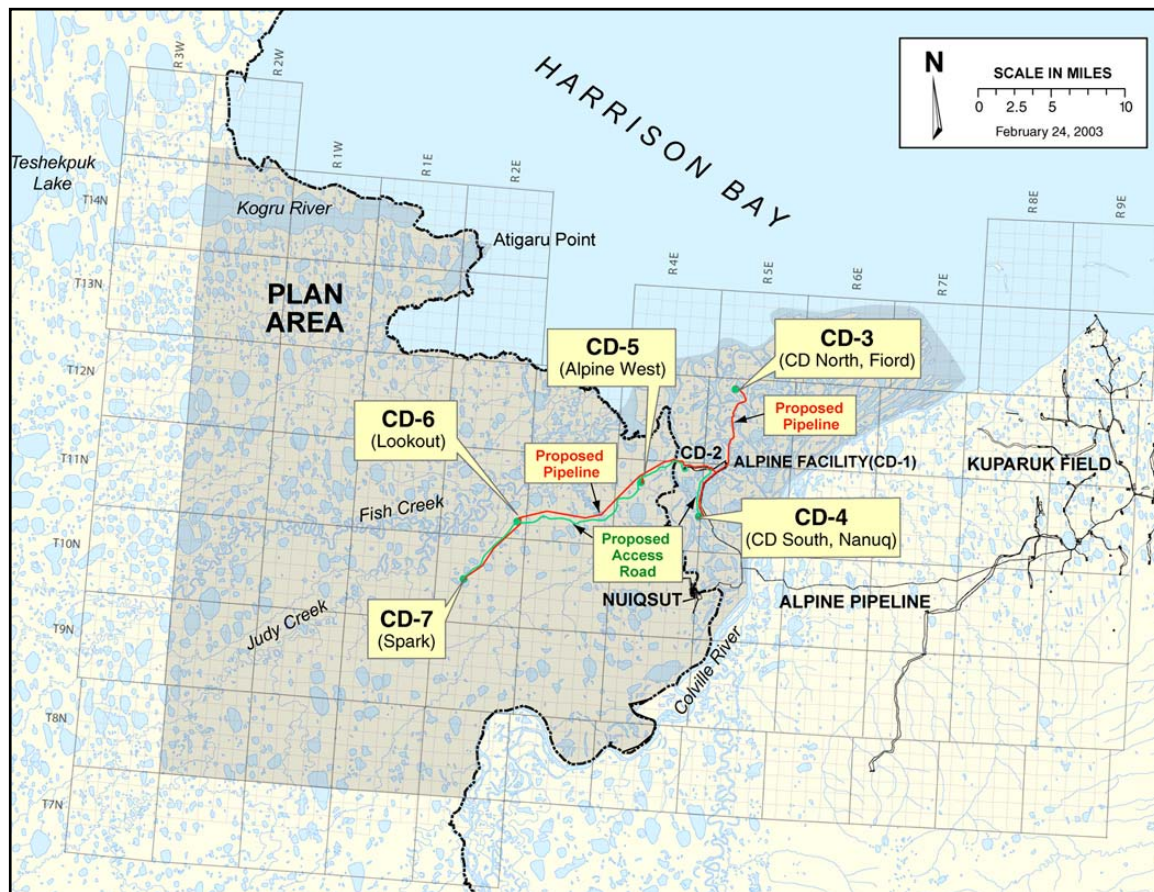 N
SCALE IN MILES
0 2.5 5 10
February 24, 2003
HARRISON BAY
R3W
R2W
R1W
R1E
R2E
R4E
R5E
R6E
R7E
R8E
R9E
Teshekpuk
Lake
T14N
Kogru River
Atigaru Point
T13N
PLAN
AREA
T12N
CD-5
(Alpine West)
CD-3
(CD North, Fiord)
CD-6
(Lookout)
Proposed
Pipeline
Proposed
Pipeline
T11N
CD-2
ALPINE FACILITY(CD-1)
KUPARUK FIELD
Fish Creek
CD-4
(CD South, Nanuq)
T10N
Proposed
Access
Road
NUIQSUT
ALPINE PIPELINE
CD-7
(Spark)
Judy Creek
T9N
Colville River
T8N
T7N